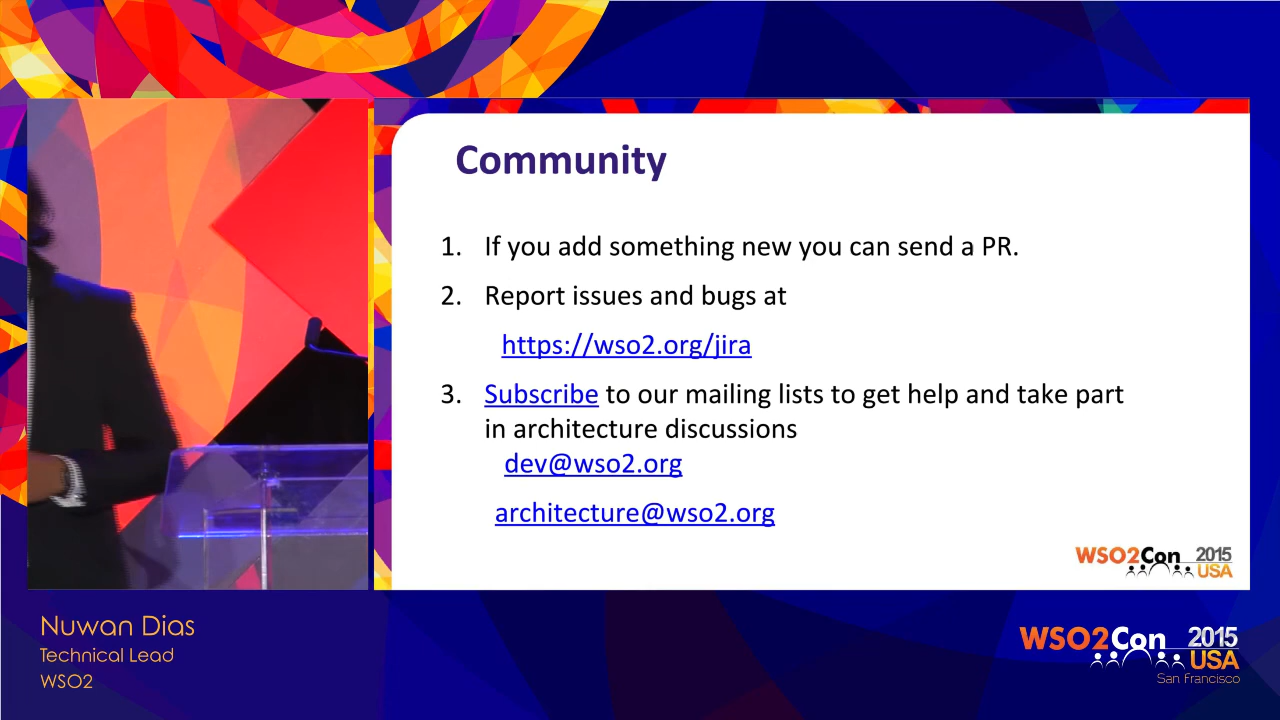 Community
1. If you add something new you can send a PR.
2. Report issues and bugs at
https://wso2.org/jira
3. Subscribe to our mailing lists to get help and take part
in architecture discussions
dev@wso2.org
architecture@wso2.org
WSO2Con 2015
USA
Nuwan Dias
Technical Lead
WSO2
WSO2Con 2015
USA
San Francisco